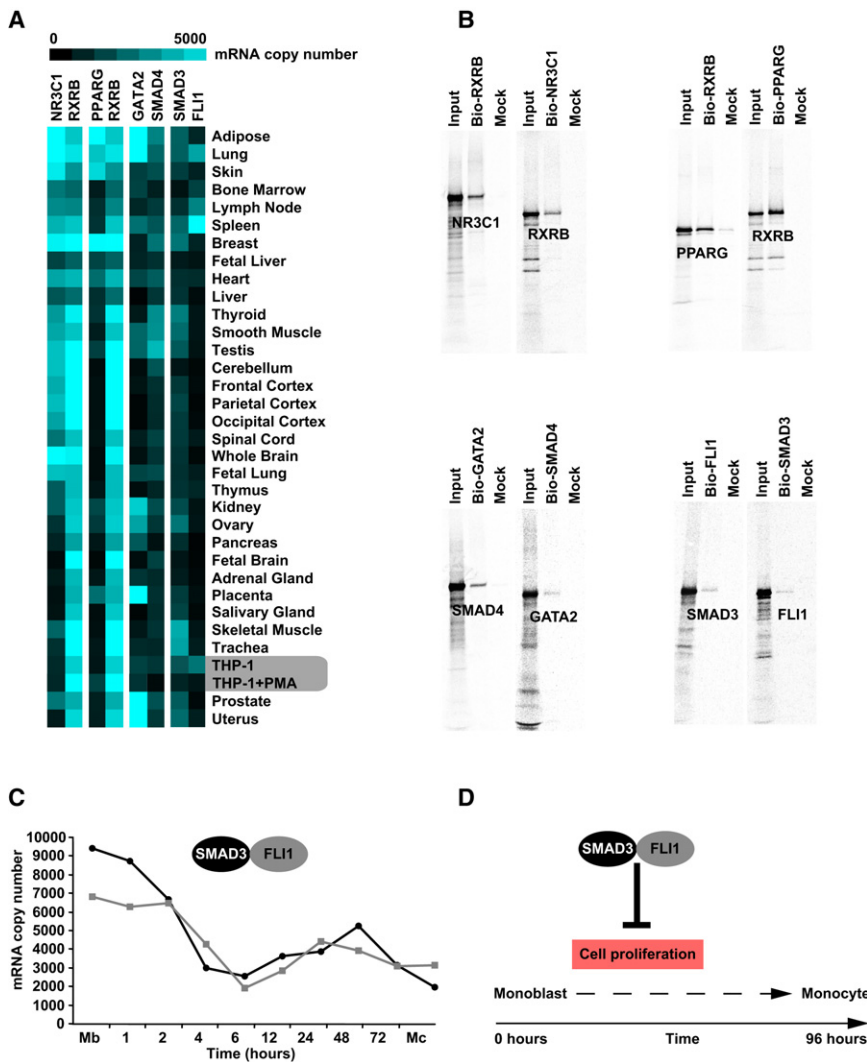 A
0 5000
mRNA copy number
NR3C1
RXRB
PPARG
RXRB
GATA2
SMAD4
SMAD3
FLI1
Adipose
Lung
Skin
Bone Marrow
Lymph Node
Spleen
Breast
Fetal Liver
Heart
Liver
Thyroid
Smooth Muscle
Testis
Cerebellum
Frontal Cortex
Parietal Cortex
Occipital Cortex
Spinal Cord
Whole Brain
Fetal Lung
Thymus
Kidney
Ovary
Pancreas
Fetal Brain
Adrenal Gland
Placenta
Salivary Gland
Skeletal Muscle
Trachea
THP-1
THP-1+PMA
Prostate
Uterus
B
Input
Bio-RXRB
Mock
Input
Bio-NR3C1
Mock
NR3C1
RXRB
Input
Bio-RXRB
Mock
Input
Bio-PPARG
Mock
PPARG
RXRB
Input
Bio-GATA2
Mock
Input
Bio-SMAD4
Mock
SMAD4
GATA2
Input
Bio-FLI1
Mock
Input
Bio-SMAD3
Mock
SMAD3
FLI1
C
mRNA copy number
10000
9000
8000
7000
6000
5000
4000
3000
2000
1000
0
SMAD3 FLI1
Mb 1 2 4 6 12 24 48 72 Mc
Time (hours)
D
SMAD3 FLI1
Cell proliferation
Monoblast Monocyte
0 hours Time 96 hours